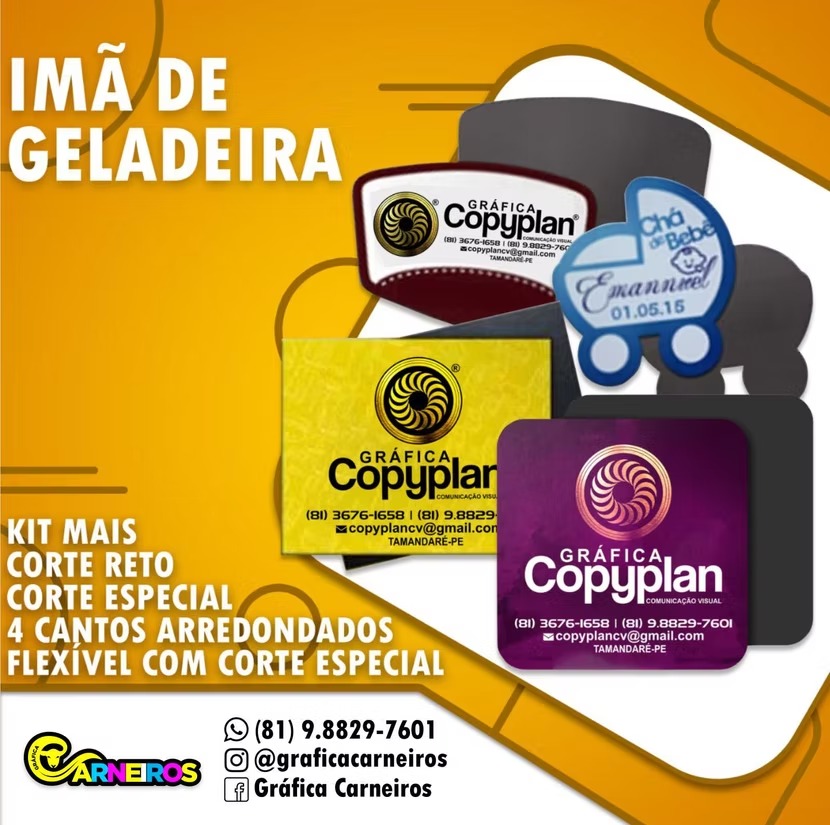 IMÃ DE
GELADEIRA
GRÁFICA
Copyplan®
COMUNICAÇÃO VISUAL
(81) 3676-1658 | (81) 9.8829-760
copyplancv@gmail.com
TAMANDARÉ-PE
®
Chá
de Bebê
Emannuel
01.05.15
®
GRÁFICA
Copyplan
COMUNICAÇÃO VISUAL
(81) 3676-1658 | (81) 9.8829-
copyplancv@gmail.com
TAMANDARÉ-PE
GRÁFICA
Copyplan
COMUNICAÇÃO VISUAL
(81) 3676-1658 | (81) 9.8829-7601
copyplancv@gmail.com
TAMANDARÉ-PE
KIT MAIS
CORTE RETO
CORTE ESPECIAL
4 CANTOS ARREDONDADOS
FLEXÍVEL COM CORTE ESPECIAL
GRÁFICA
CARNEIROS
(81) 9.8829-7601
@graficacarneiros
Gráfica Carneiros